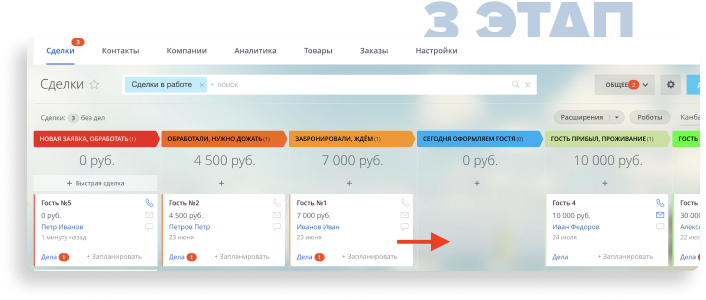 3 ЭТАП
3
Сделки Контакты Компании Аналитика Товары Заказы Настройки
Сделки Сделки в работе × + поиск ОБЩЕЕ 2
Сделки: 3 без дел Расширения Роботы Канба
НОВАЯ ЗАЯВКА, ОБРАБОТАТЬ (1) ОБРАБОТАЛИ, НУЖНО ДОЖАТЬ (1) ЗАБРОНИРОВАЛИ, ЖДЁМ (1) СЕГОДНЯ ОФОРМЛЯЕМ ГОСТЯ (0) ГОСТЬ ПРИБЫЛ, ПРОЖИВАНИЕ (1) ГОСТЬ
0 руб. 4 500 руб. 7 000 руб. 0 руб. 10 000 руб.
+ Быстрая сделка + + + +
Гость №5 Гость №2 Гость №1 Гость 4 Гость
0 руб. 4 500 руб. 7 000 руб. 10 000 руб. 30 00
Петр Иванов Петров Петр Иванов Иван Иван Федоров Алекс
1 минуту назад 23 июня 23 июня 24 июля 22 июл
Дела 1 + Запланировать Дела 1 + Запланировать Дела 1 + Запланировать Дела + Запланировать Дела